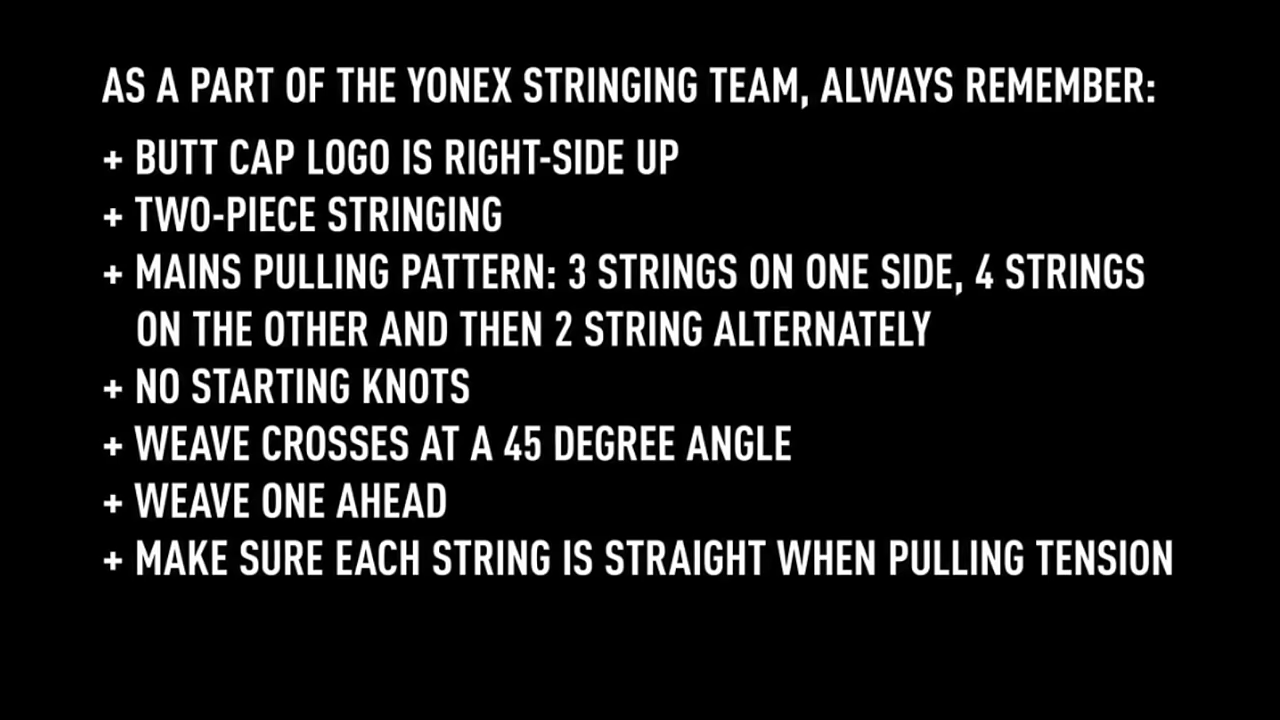 AS A PART OF THE YONEX STRINGING TEAM, ALWAYS REMEMBER:
+ BUTT CAP LOGO IS RIGHT-SIDE UP
+ TWO-PIECE STRINGING
+ MAINS PULLING PATTERN: 3 STRINGS ON ONE SIDE, 4 STRINGS
ON THE OTHER AND THEN 2 STRING ALTERNATELY
+ NO STARTING KNOTS
+ WEAVE CROSSES AT A 45 DEGREE ANGLE
+ WEAVE ONE AHEAD
+ MAKE SURE EACH STRING IS STRAIGHT WHEN PULLING TENSION